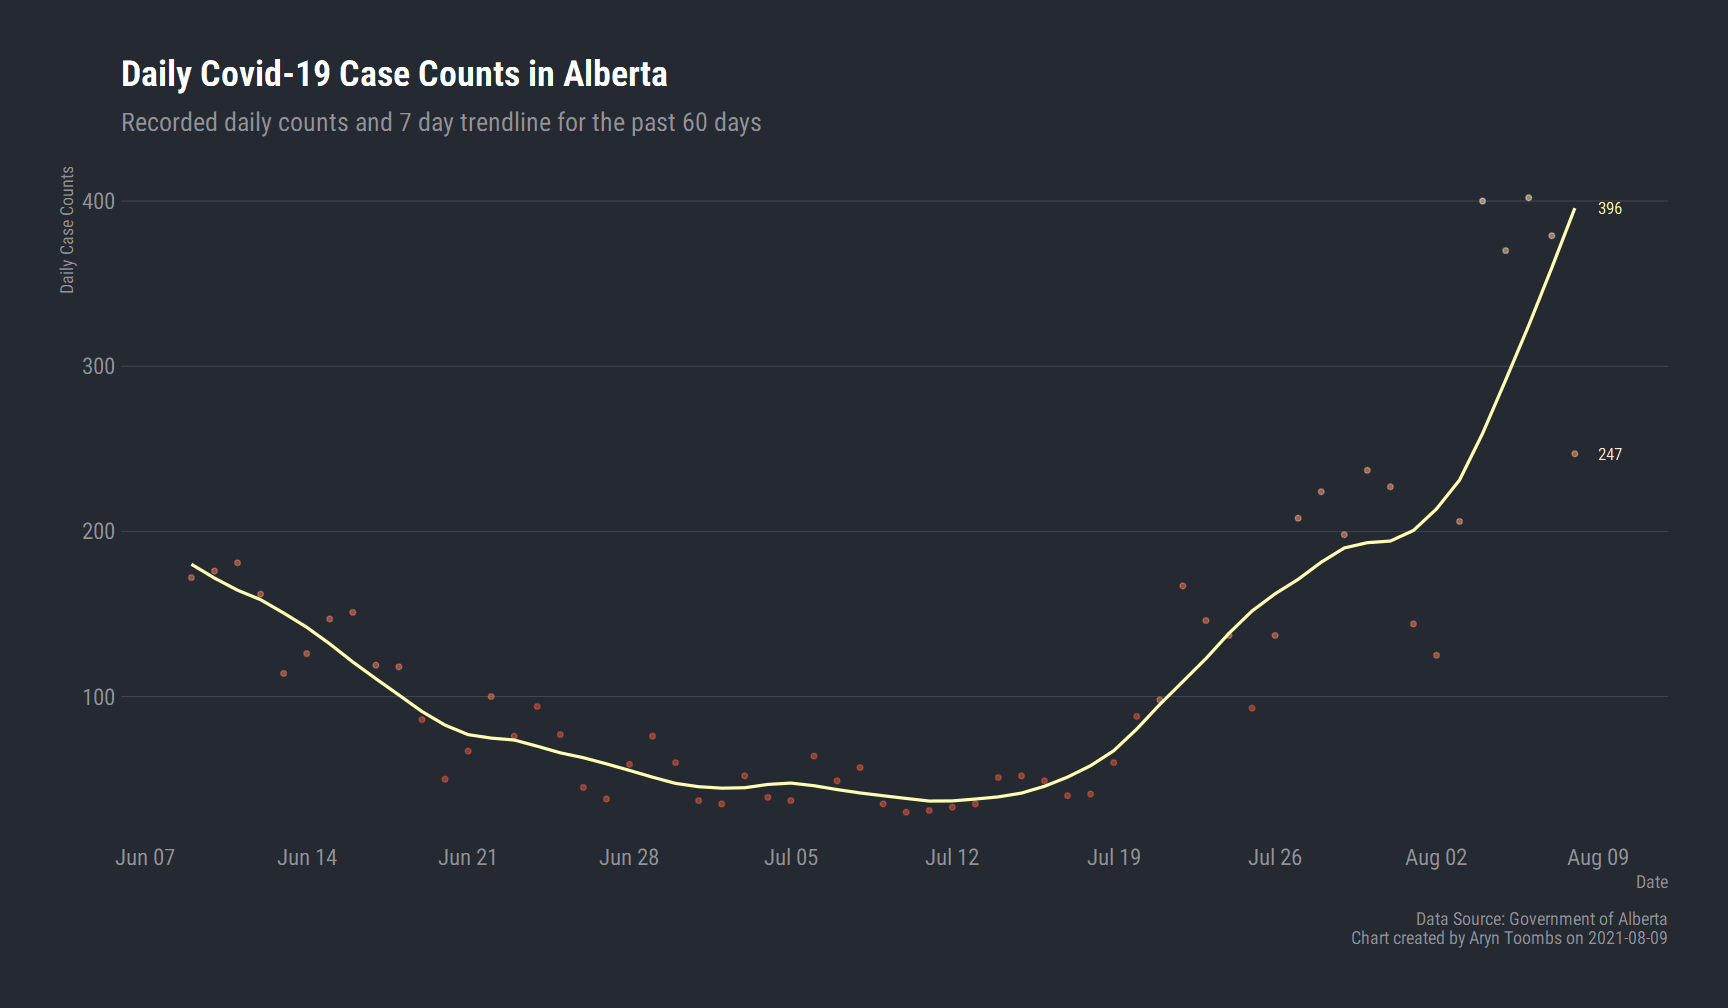 Daily Covid-19 Case Counts in Alberta
Recorded daily counts and 7 day trendline for the past 60 days
Daily Case Counts
400
300
200
100
396
247
Jun 07 Jun 14 Jun 21 Jun 28 Jul 05 Jul 12 Jul 19 Jul 26 Aug 02 Aug 09
Date
Data Source: Government of Alberta
Chart created by Aryn Toombs on 2021-08-09